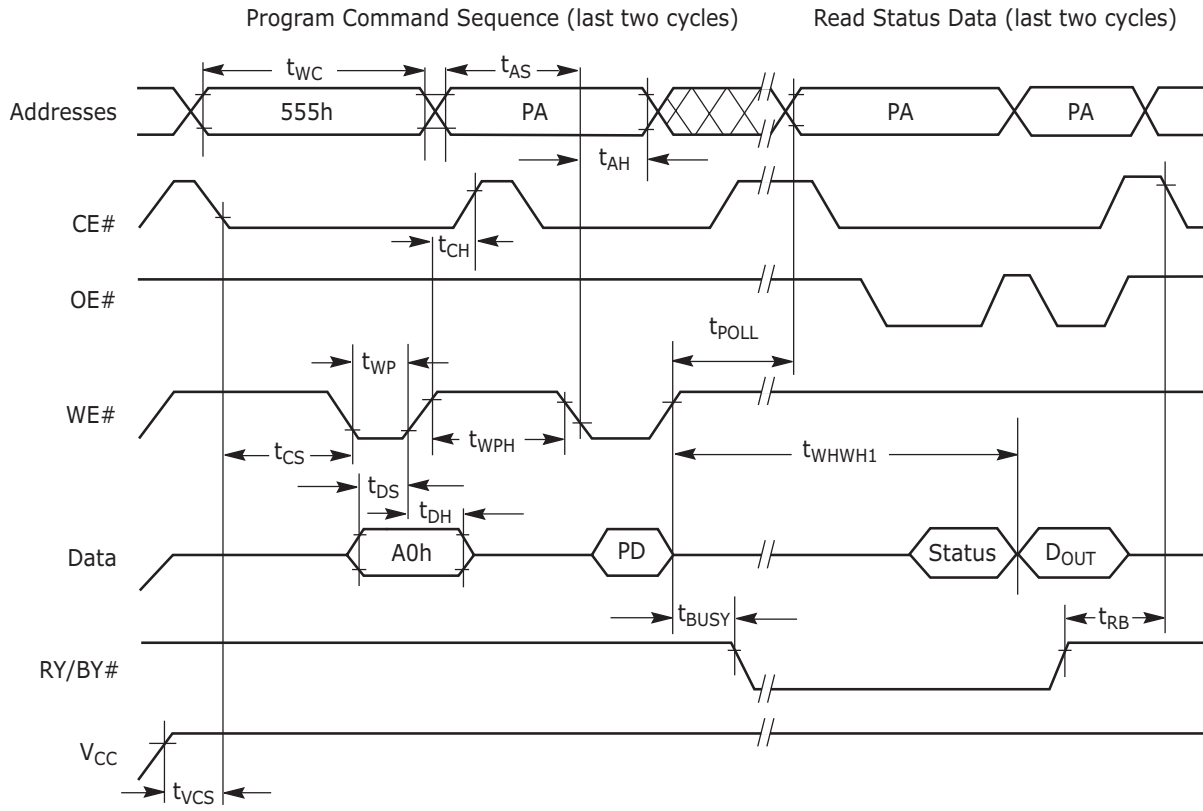 Program Command Sequence (last two cycles)
Read Status Data (last two cycles)
tWC
tAS
Addresses
555h
PA
PA
PA
tAH
CE#
tCH
OE#
tPOLL
tWP
WE#
tCS
tWPH
tWHWH1
tDS
tDH
Data
A0h
PD
Status
DOUT
tBUSY
tRB
RY/BY#
VCC
tVCS